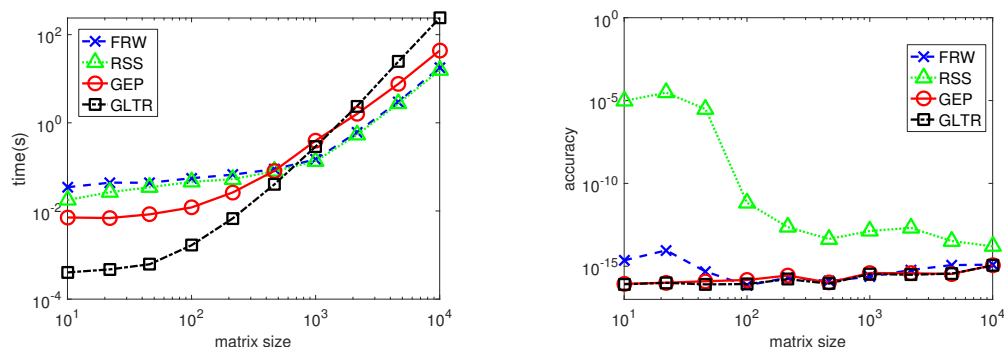 10^2
10^0
10^-2
10^-4
time(s)
FRW
RSS
GEP
GLTR
10^1
10^2
10^3
10^4
matrix size
10^0
10^-5
10^-10
10^-15
accuracy
FRW
RSS
GEP
GLTR
10^1
10^2
10^3
10^4
matrix size